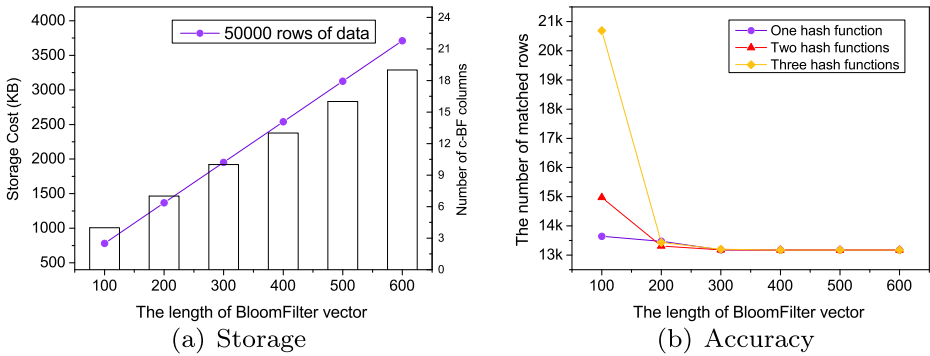 4000
3500
3000
2500
2000
1500
1000
500
Storage Cost (KB)
50000 rows of data
24
21
18
15
12
9
6
3
0
Number of c-BF columns
100 200 300 400 500 600
The length of BloomFilter vector
(a) Storage
21k
20k
19k
18k
17k
16k
15k
14k
13k
The number of matched rows
One hash function
Two hash functions
Three hash functions
100 200 300 400 500 600
The length of BloomFilter vector
(b) Accuracy